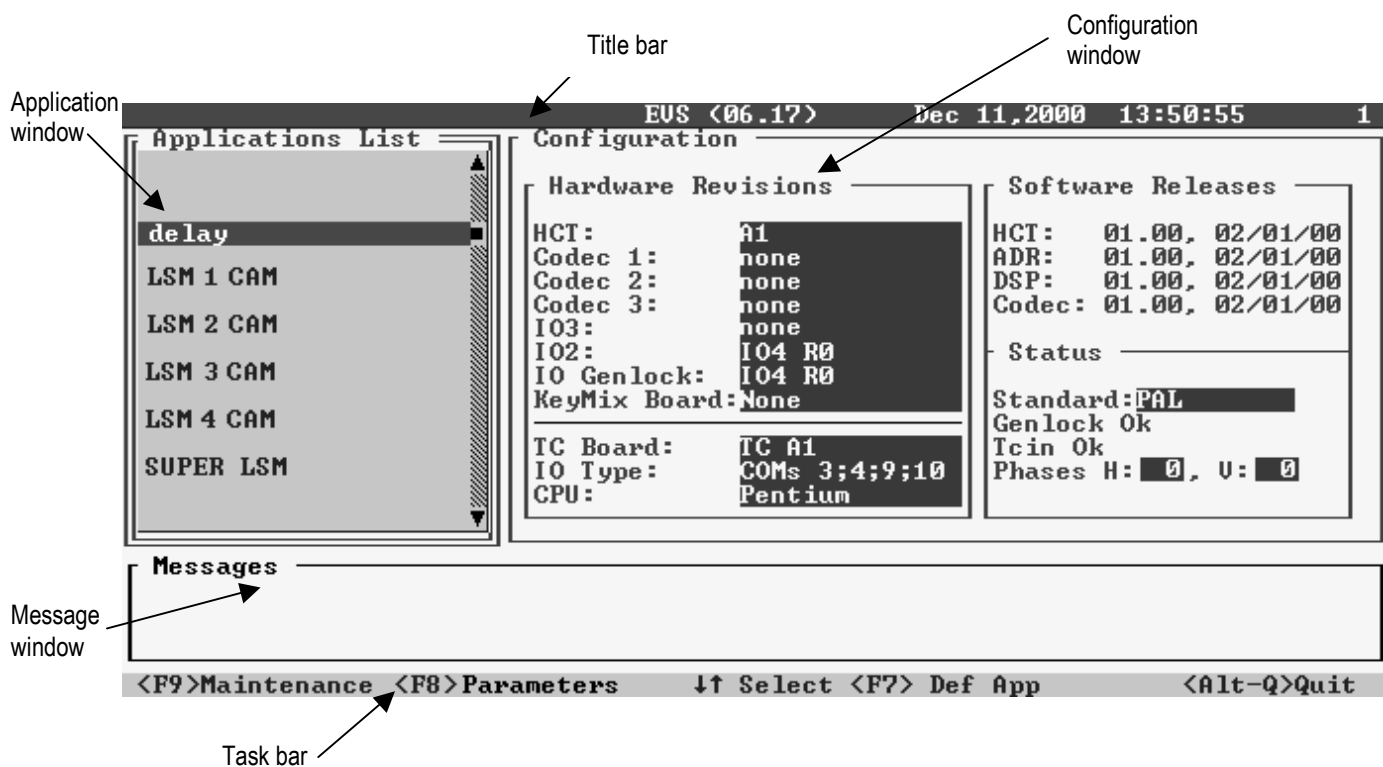 Title bar
Configuration
window
Application
window
EVS <06.17> Dec 11,2000 13:50:55 1
Applications List
delay
LSM 1 CAM
LSM 2 CAM
LSM 3 CAM
LSM 4 CAM
SUPER LSM
Configuration
Hardware Revisions
HCT: A1
Codec 1: none
Codec 2: none
Codec 3: none
IO3: none
IO2: IO4 R0
IO Genlock: IO4 R0
KeyMix Board:None
TC Board: TC A1
IO Type: COMs 3;4;9;10
CPU: Pentium
Software Releases
HCT: 01.00, 02/01/00
ADR: 01.00, 02/01/00
DSP: 01.00, 02/01/00
Codec: 01.00, 02/01/00
Status
Standard:PAL
Genlock Ok
Tcin Ok
Phases H: 0, V: 0
Messages
Message
window
<F9>Maintenance <F8>Parameters ↓↑ Select <F7> Def App <Alt-Q>Quit
Task bar